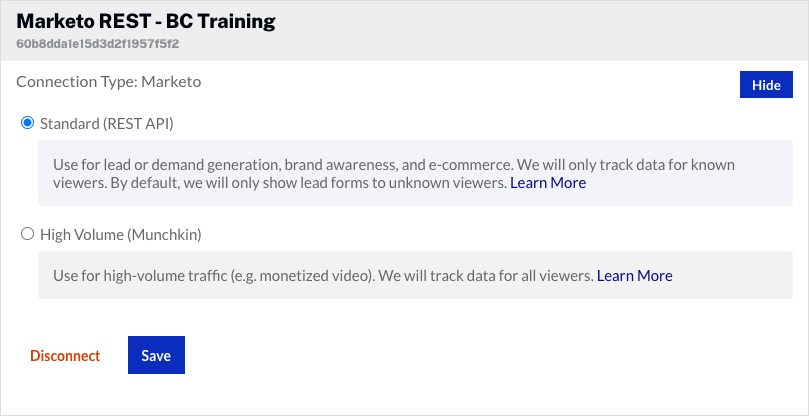 Marketo REST - BC Training
60b8dda1e15d3d2f1957f5f2
Connection Type: Marketo
Hide
Standard (REST API)
Use for lead or demand generation, brand awareness, and e-commerce. We will only track data for known
viewers. By default, we will only show lead forms to unknown viewers. Learn More
High Volume (Munchkin)
Use for high-volume traffic (e.g. monetized video). We will track data for all viewers. Learn More
Disconnect
Save